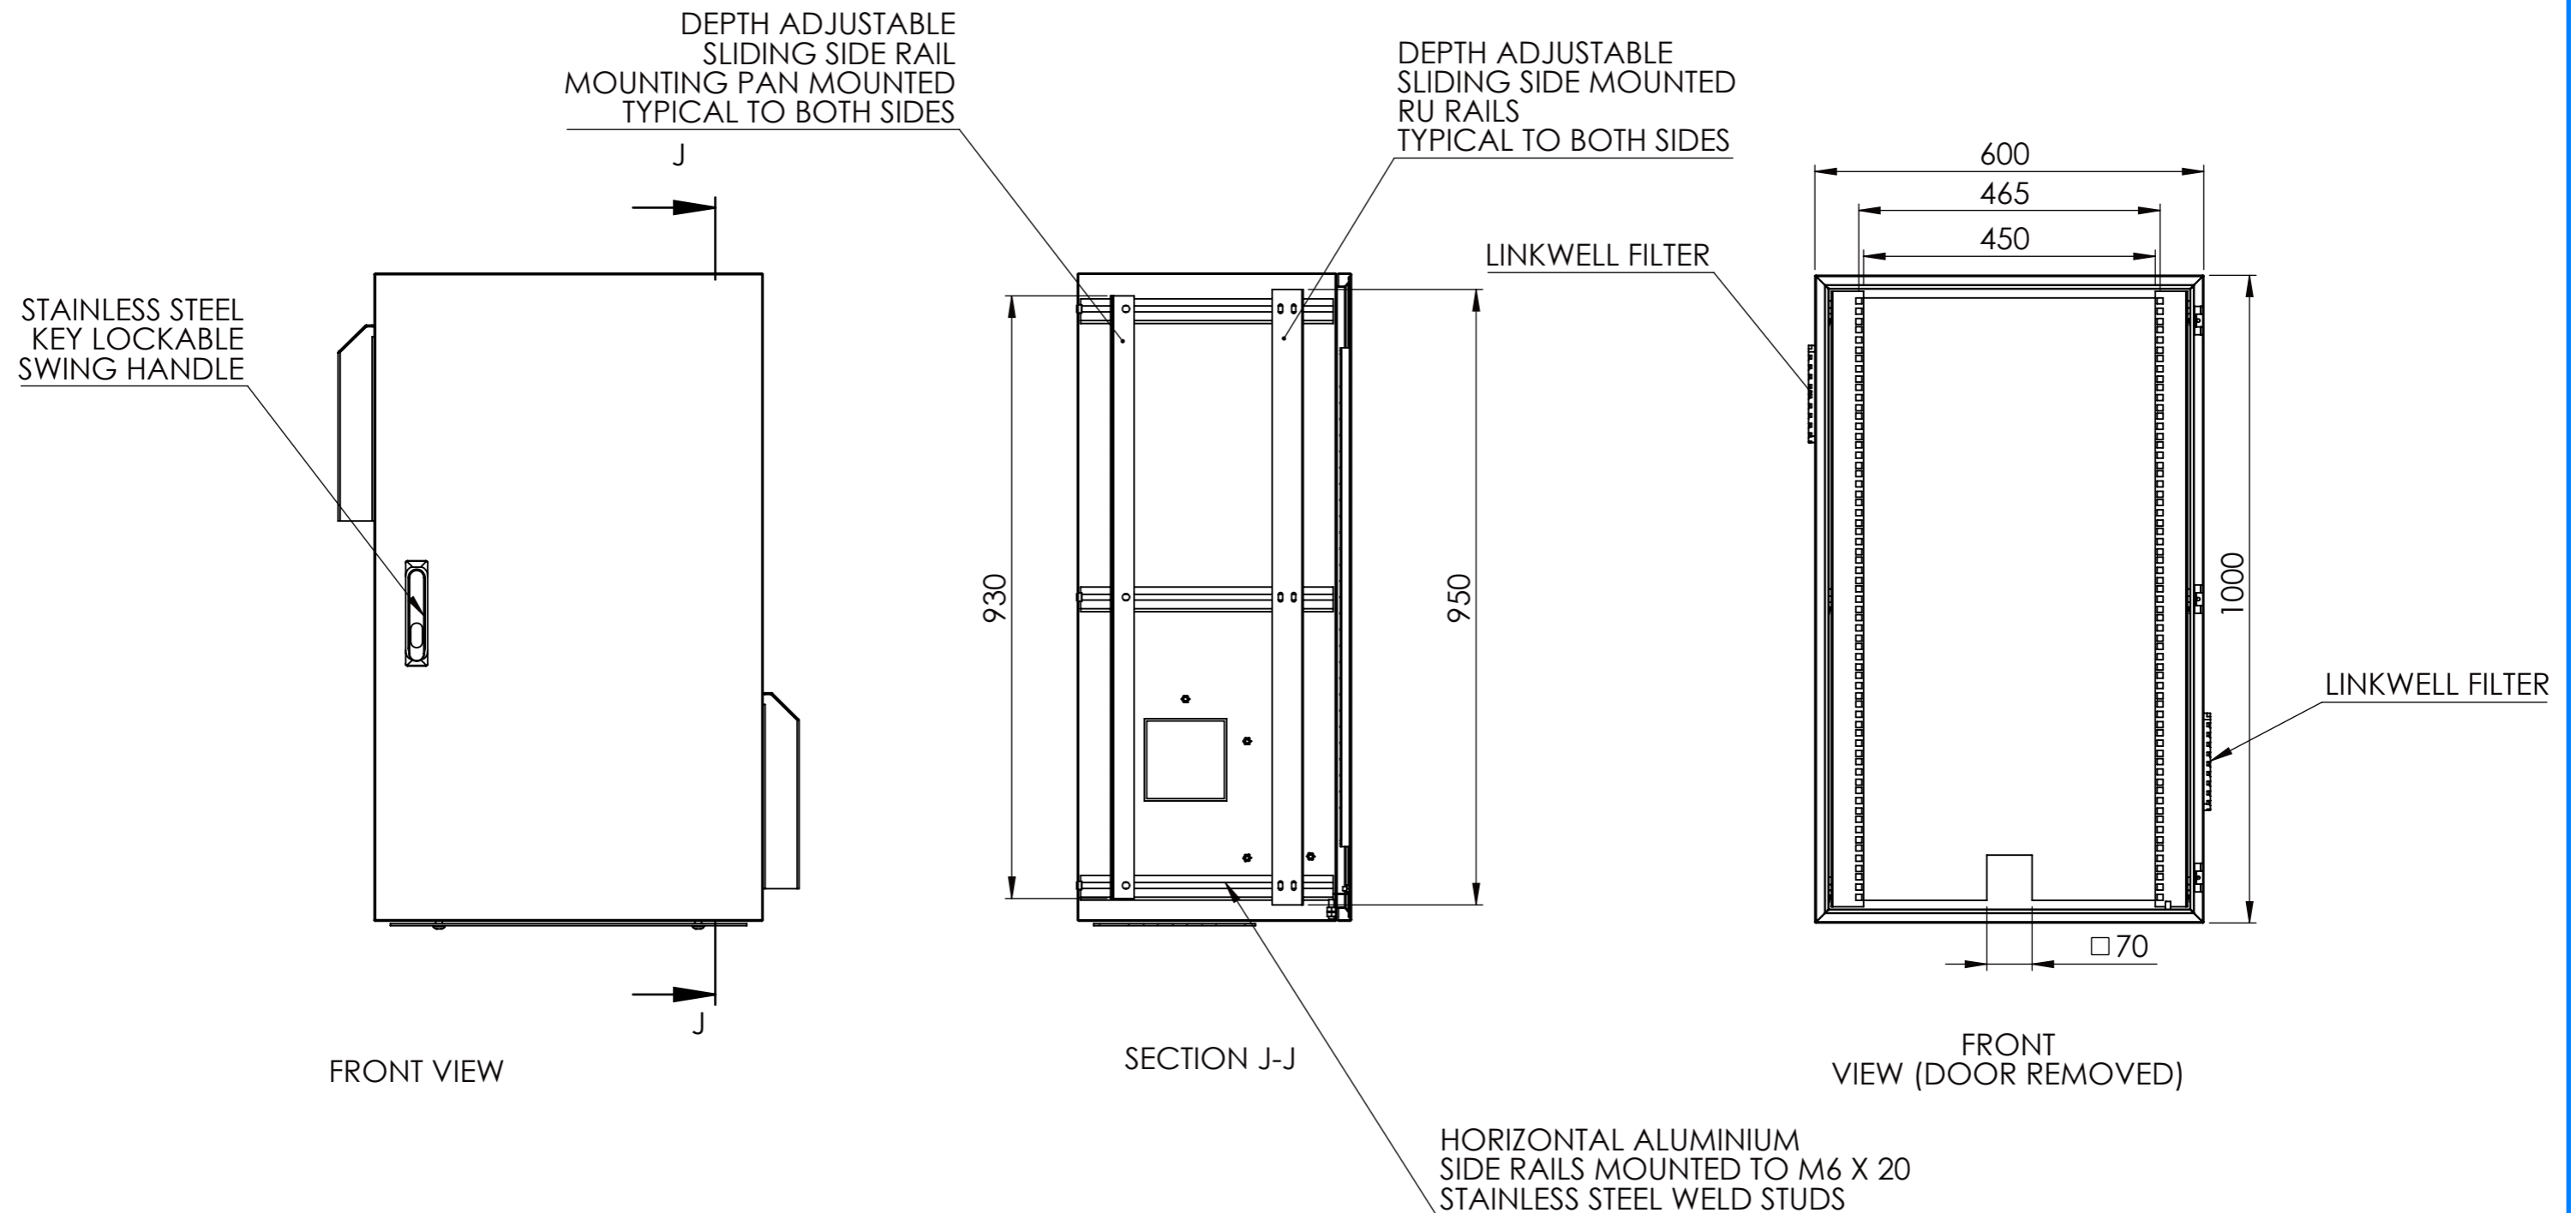 DEPTH ADJUSTABLE
SLIDING SIDE RAIL
MOUNTING PAN MOUNTED
TYPICAL TO BOTH SIDES
J
STAINLESS STEEL
KEY LOCKABLE
SWING HANDLE
J
FRONT VIEW
DEPTH ADJUSTABLE
SLIDING SIDE MOUNTED
RU RAILS
TYPICAL TO BOTH SIDES
930
950
SECTION J-J
HORIZONTAL ALUMINIUM
SIDE RAILS MOUNTED TO M6 X 20
STAINLESS STEEL WELD STUDS
LINKWELL FILTER
600
465
450
1000
LINKWELL FILTER
□70
FRONT
VIEW (DOOR REMOVED)